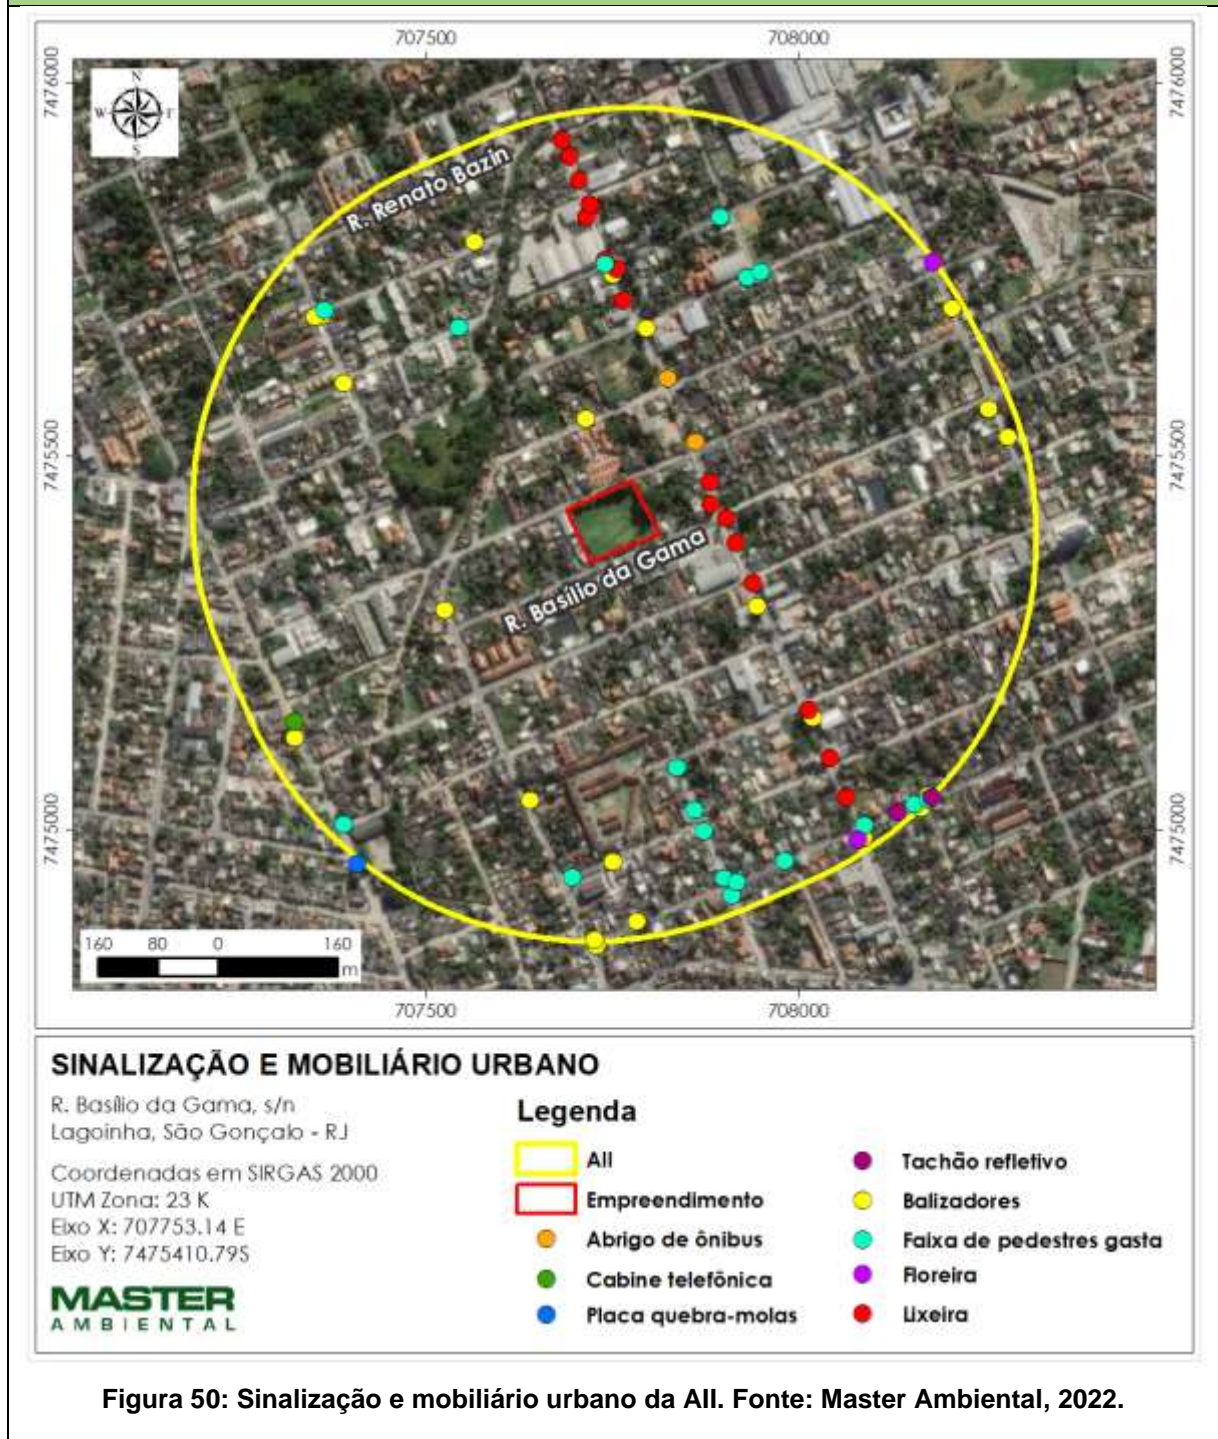 707500 708000
7476000 7476000
N
W E
S
R. Renato Bazin
7475500 7475500
R. Basílio da Gama
7475000 7475000
160 80 0 160
m
707500 708000
SINALIZAÇÃO E MOBILIÁRIO URBANO
R. Basílio da Gama, s/n
Lagoinha, São Gonçalo - RJ
Coordenadas em SIRGAS 2000
UTM Zona: 23 K
Eixo X: 707753.14 E
Eixo Y: 7475410.79S
MASTER
AMBIENTAL
Legenda
AII
Empreendimento
Abrigo de ônibus
Cabine telefônica
Placa quebra-molas
Tachão refletivo
Balizadores
Faixa de pedestres gasta
Floreira
Lixeira
Figura 50: Sinalização e mobiliário urbano da AII. Fonte: Master Ambiental, 2022.